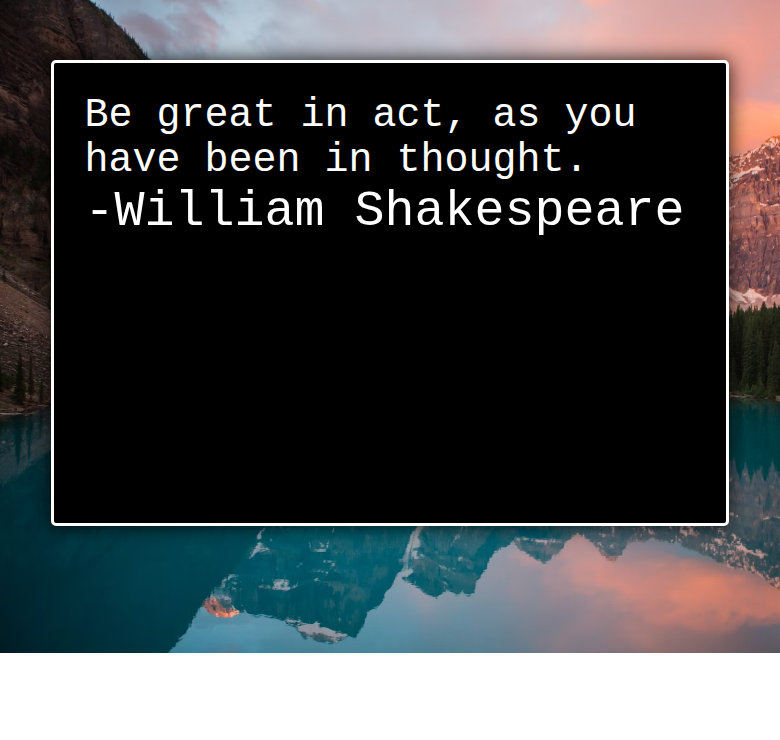 Be great in act, as you
have been in thought.
-William Shakespeare